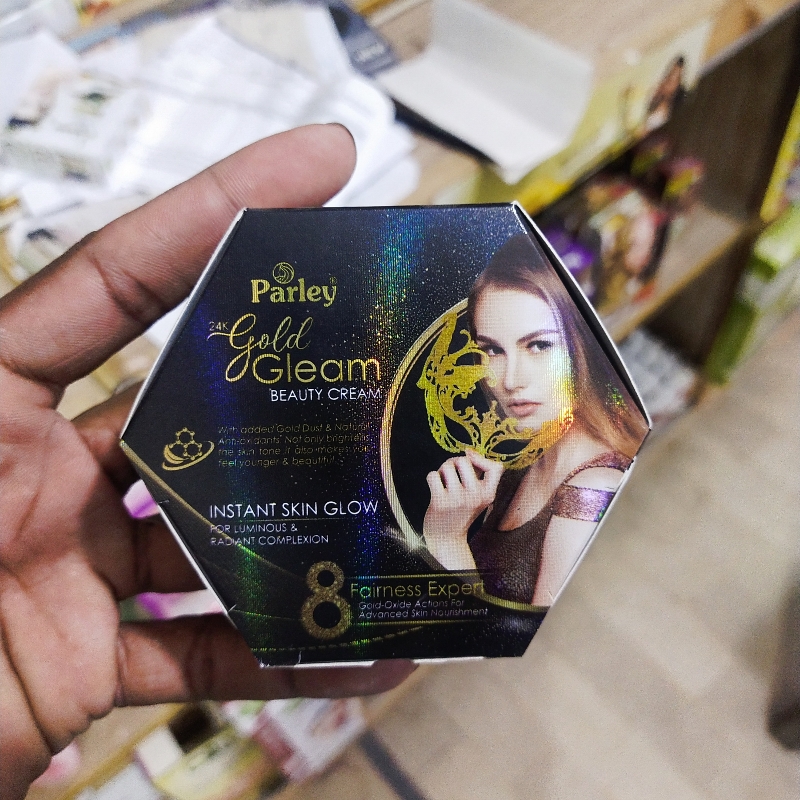 Parley
24K Gold
Gleam
BEAUTY CREAM
With added Gold Dust & Natural
Anti-oxidants Not only brightens
the skin tone it also makes you
feel younger & beautiful
INSTANT SKIN GLOW
FOR LUMINOUS &
RADIANT COMPLEXION
8 Fairness Expert
Gold-Oxide Actions For
Advanced Skin Nourishment